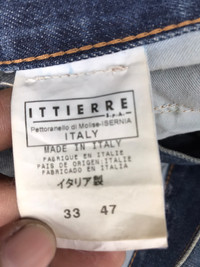 ITTIERRE
S.p.A.
Pettoranello di Molise-ISERNIA
ITALY
MADE IN ITALY
FABRIQUE EN ITALIE
PAIS DE ORIGEN:ITALIE
FABRICADO EN ITALIA
イタリア製
33 47